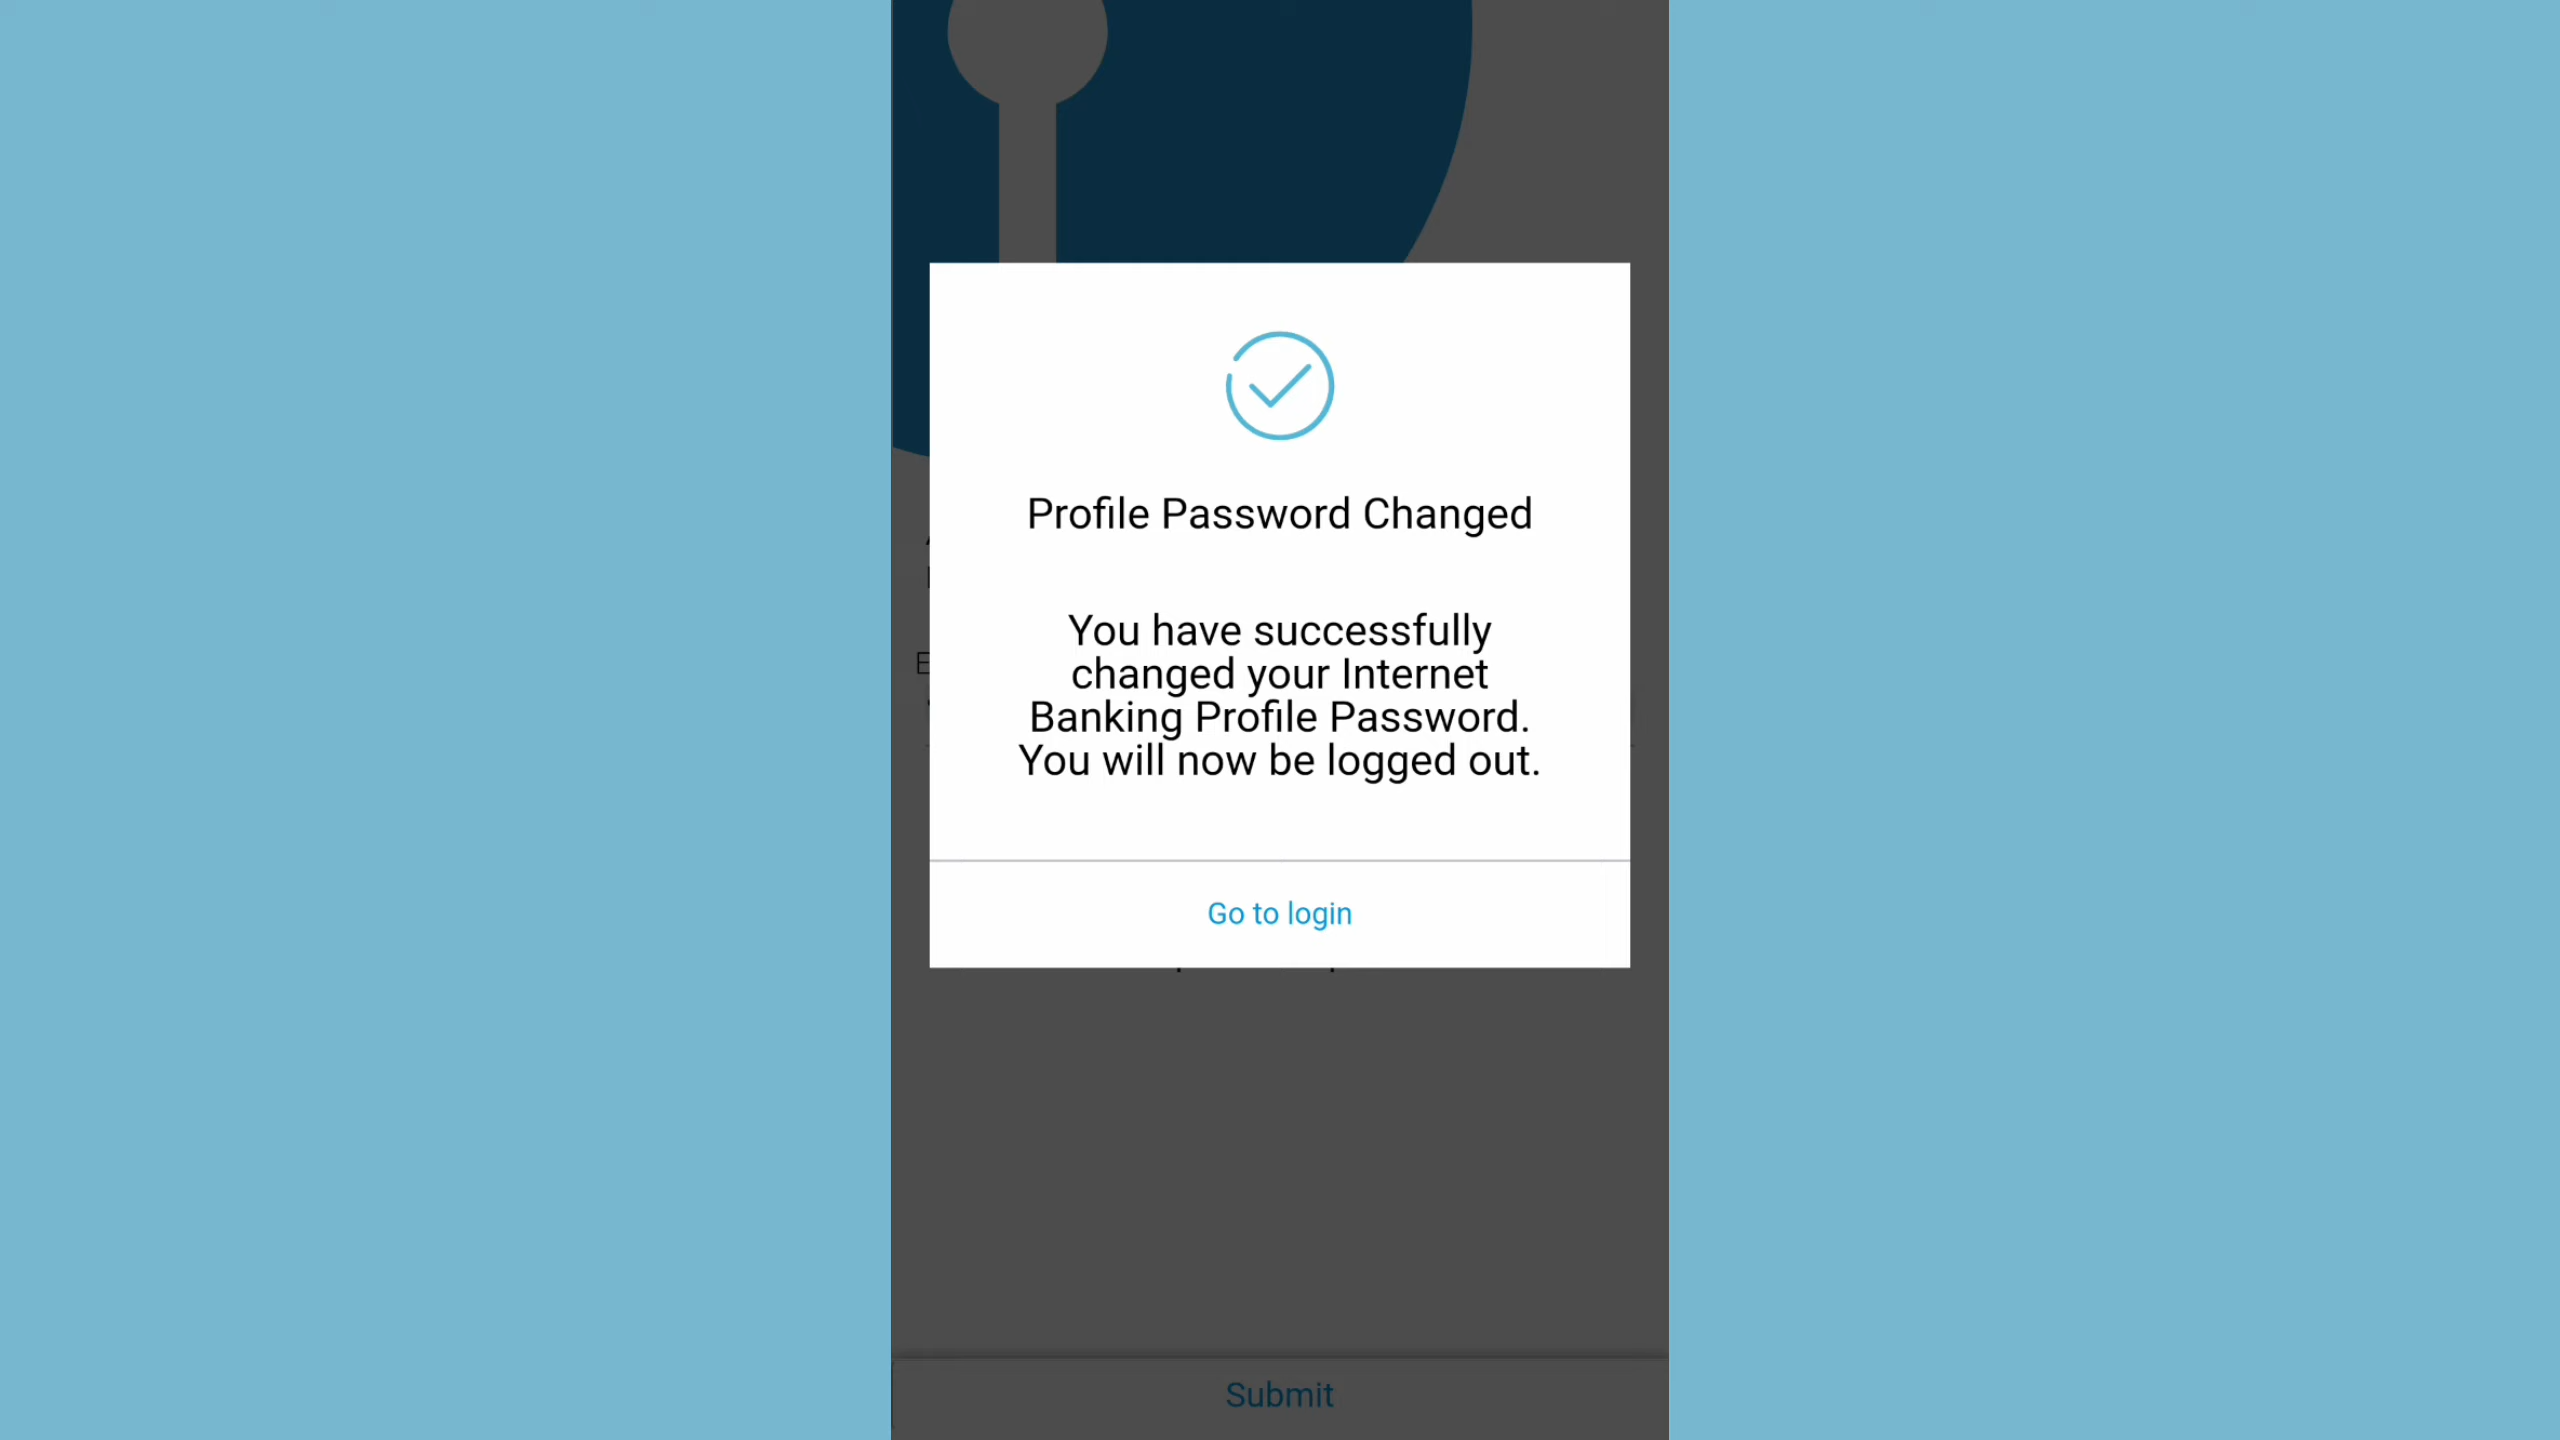 Profile Password Changed
You have successfully
changed your Internet
Banking Profile Password.
You will now be logged out.
Go to login
Submit